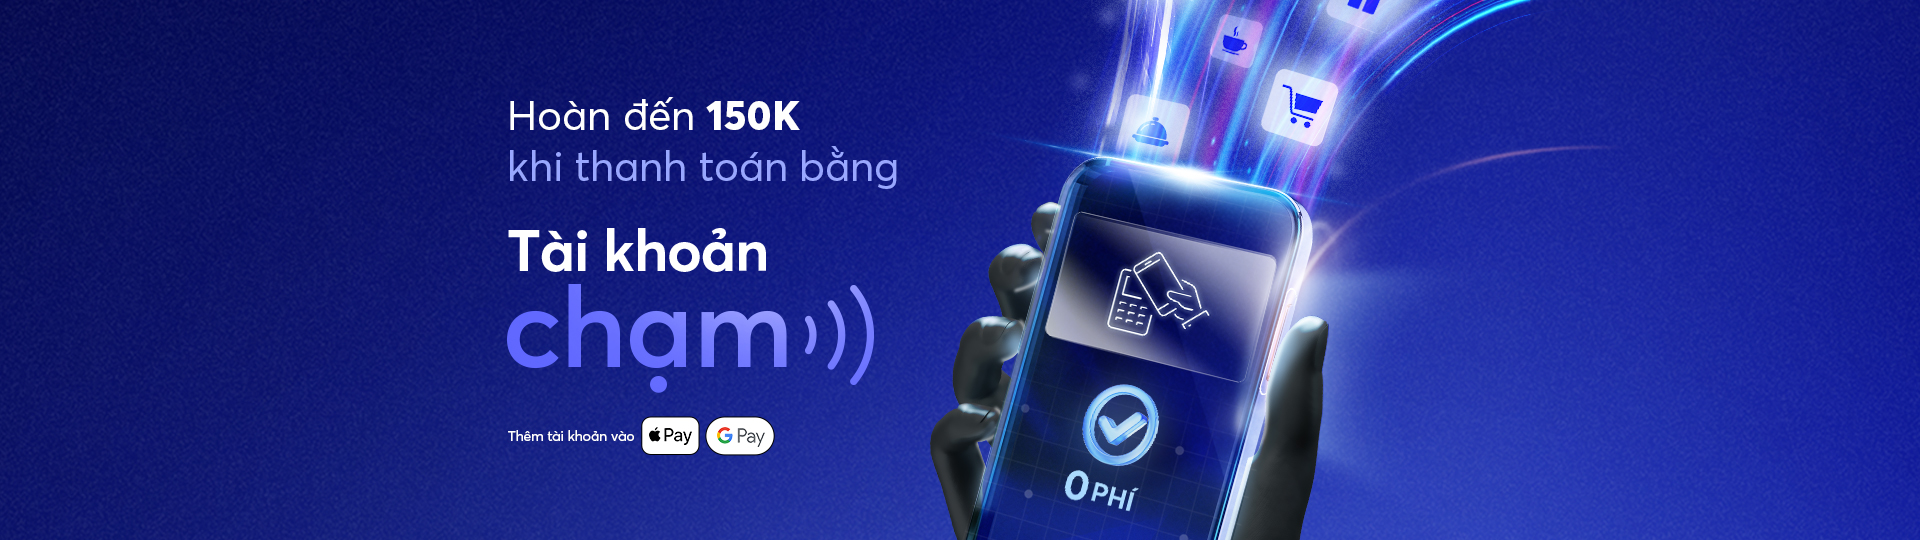 Hoàn đến 150K
khi thanh toán bằng
Tài khoản
chạm
Thêm tài khoản vào Pay G Pay
0 PHÍ